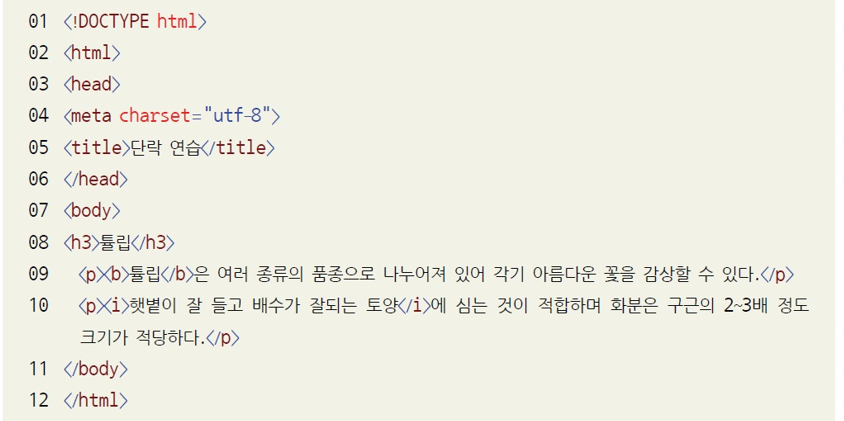 01 <!DOCTYPE html>
02 <html>
03 <head>
04 <meta charset="utf-8">
05 <title>단락 연습</title>
06 </head>
07 <body>
08 <h3>튤립</h3>
09 <p><b>튤립</b>은 여러 종류의 품종으로 나누어져 있어 각기 아름다운 꽃을 감상할 수 있다.</p>
10 <p><i>햇볕이 잘 들고 배수가 잘되는 토양</i>에 심는 것이 적합하며 화분은 구근의 2~3배 정도
크기가 적당하다.</p>
11 </body>
12 </html>